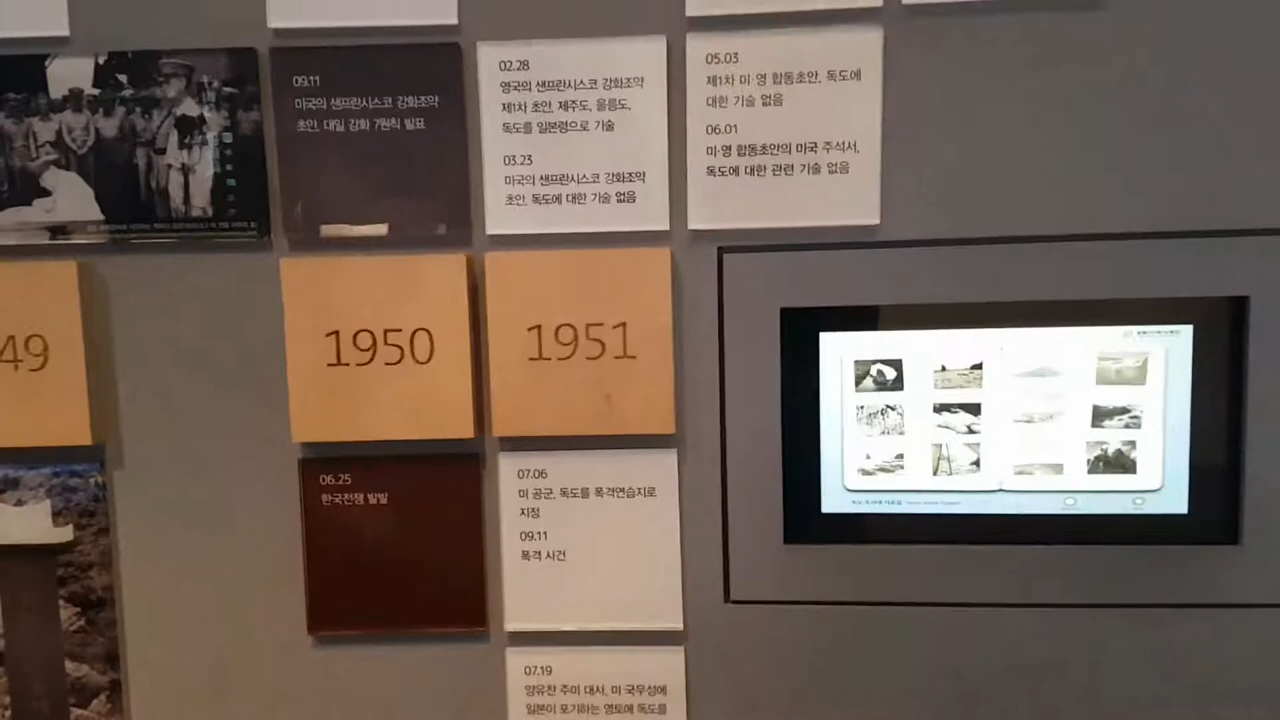 09.11
미국의 샌프란시스코 강화조약
초안, 대일 강화 7원칙 발표
02.28
영국의 샌프란시스코 강화조약
제1차 초안, 제주도, 울릉도,
독도를 일본령으로 기술
03.23
미국의 샌프란시스코 강화조약
초안, 독도에 대한 기술 없음
05.03
제1차 미·영 합동초안, 독도에
대한 기술 없음
06.01
미·영 합동초안의 미국 주석서,
독도에 대한 관련 기술 없음
49
1950
1951
06.25
한국전쟁 발발
07.06
미 공군, 독도를 폭격연습지로
지정
09.11
폭격 사건
07.19
양유찬 주미 대사, 미 국무성에
일본이 포기하는 영토에 독도를